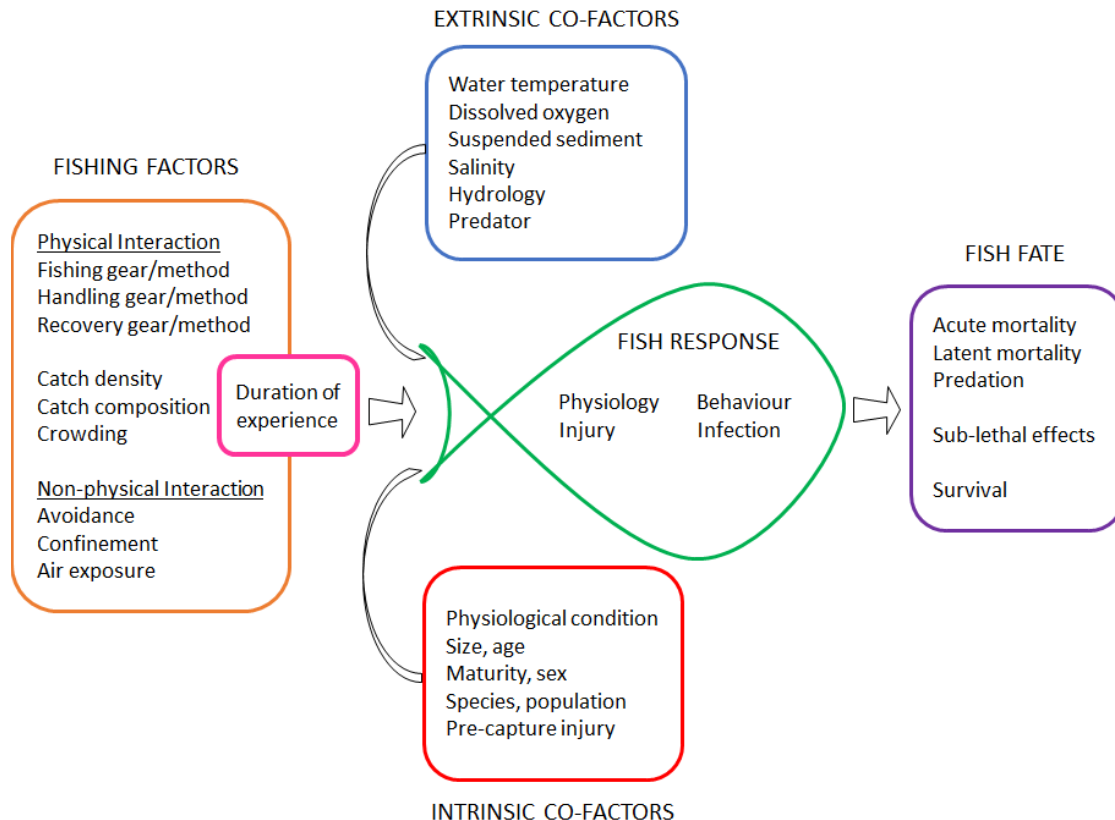 EXTRINSIC CO-FACTORS
Water temperature
Dissolved oxygen
Suspended sediment
Salinity
Hydrology
Predator
FISHING FACTORS
Physical Interaction
Fishing gear/method
Handling gear/method
Recovery gear/method
Catch density
Catch composition
Crowding
Non-physical Interaction
Avoidance
Confinement
Air exposure
Duration of
experience
FISH RESPONSE
Physiology
Injury
Behaviour
Infection
FISH FATE
Acute mortality
Latent mortality
Predation
Sub-lethal effects
Survival
Physiological condition
Size, age
Maturity, sex
Species, population
Pre-capture injury
INTRINSIC CO-FACTORS